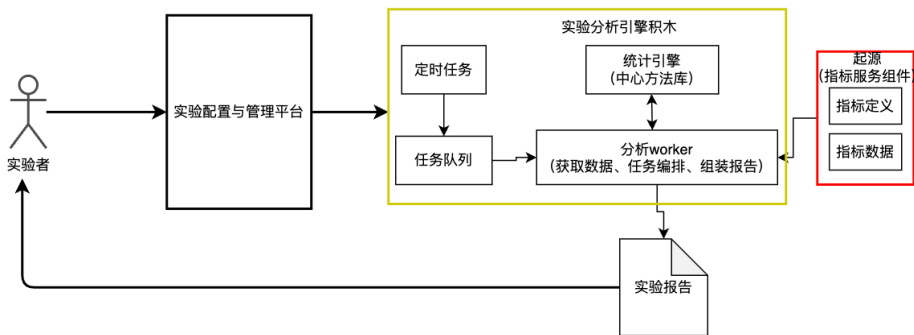 实验者
实验配置与管理平台
实验分析引擎积木
定时任务
任务队列
统计引擎
(中心方法库)
分析worker
(获取数据、任务编排、组装报告)
起源
(指标服务组件)
指标定义
指标数据
实验报告